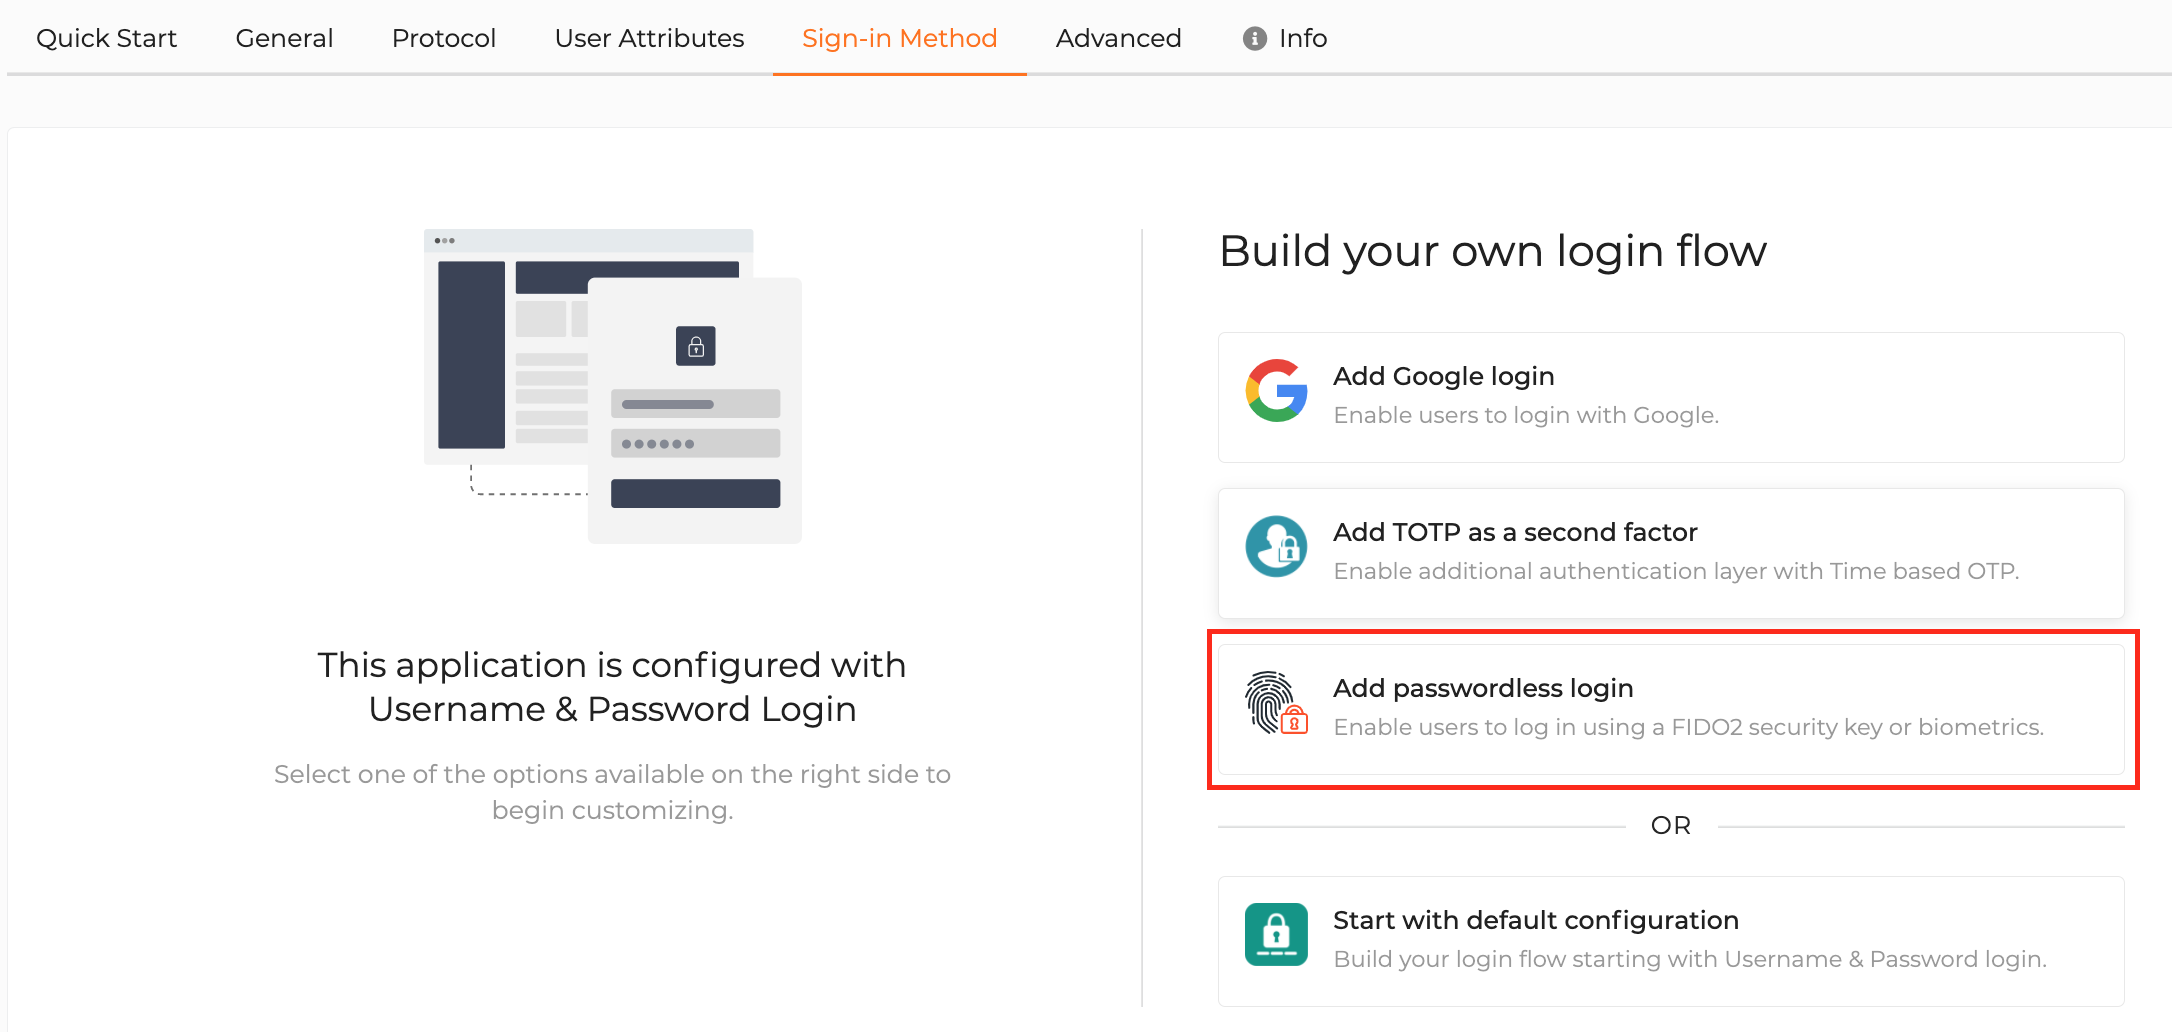 Quick Start
General
Protocol
User Attributes
Sign-in Method
Advanced
Info
This application is configured with
Username & Password Login
Select one of the options available on the right side to
begin customizing.
Build your own login flow
Add Google login
Enable users to login with Google.
Add TOTP as a second factor
Enable additional authentication layer with Time based OTP.
Add passwordless login
Enable users to log in using a FIDO2 security key or biometrics.
OR
Start with default configuration
Build your login flow starting with Username & Password login.